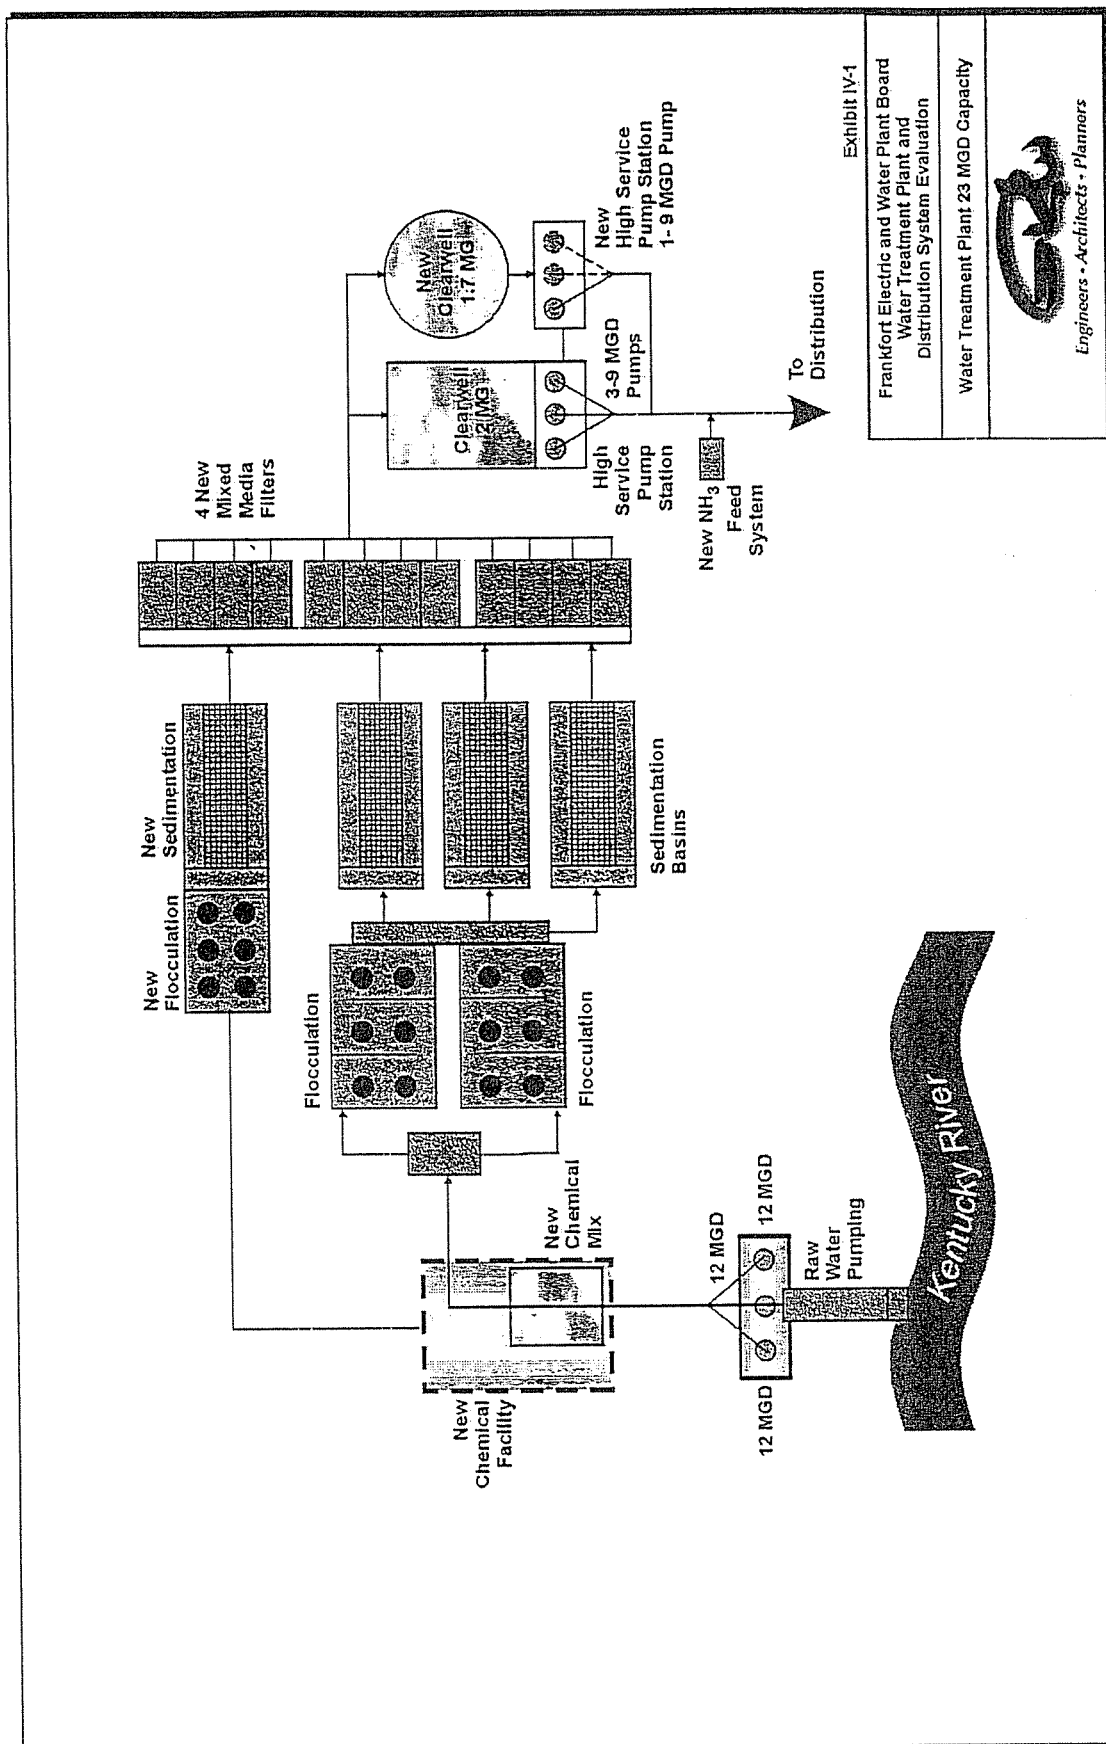 4 New
Mixed
Media
Filters
New
Sedimentation
New
Flocculation
Flocculation
Flocculation
Sedimentation
Basins
New
Chemical
Mix
New
Chemical
Facility
12 MGD
12 MGD
12 MGD
Raw
Water
Pumping
Kentucky River
New
Clearwell
1.7 MG
Clearwell
2 MG
New
High Service
Pump Station
1- 9 MGD Pump
3-9 MGD
Pumps
High
Service
Pump
Station
New NH3
Feed
System
To
Distribution
Exhibit IV-1
Frankfort Electric and Water Plant Board
Water Treatment Plant and
Distribution System Evaluation
Water Treatment Plant 23 MGD Capacity
Engineers • Architects • Planners